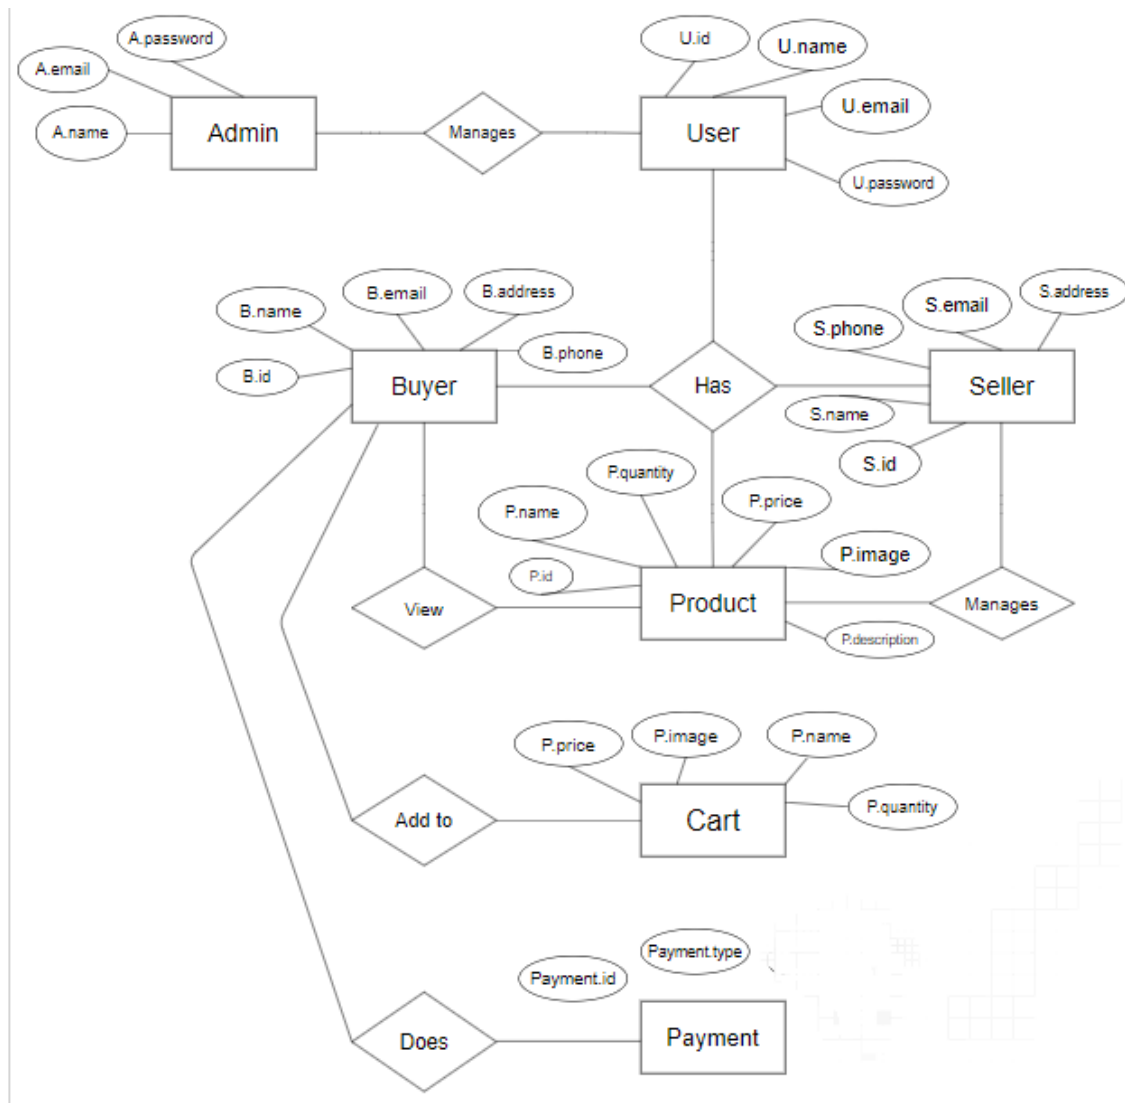 A.password
U.id
U.name
A.email
U.email
A.name
Admin
Manages
User
U.password
B.name
B.email
B.address
S.email
S.address
S.phone
B.phone
B.id
Buyer
Has
Seller
S.name
S.id
P.quantity
P.name
P.price
P.image
P.id
View
Product
Manages
P.description
P.price
P.image
P.name
P.quantity
Add to
Cart
Payment.type
Payment.id
Does
Payment